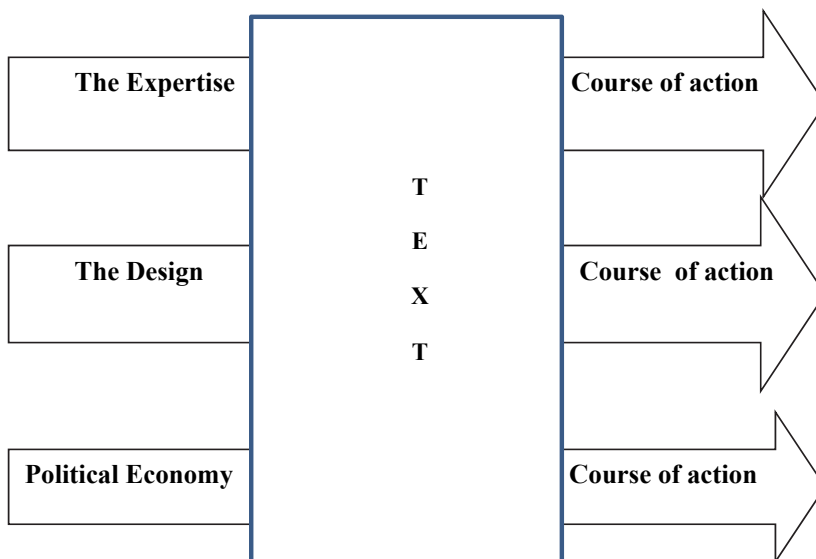 The Expertise
Course of action
T
E
X
T
The Design
Course of action
Political Economy
Course of action